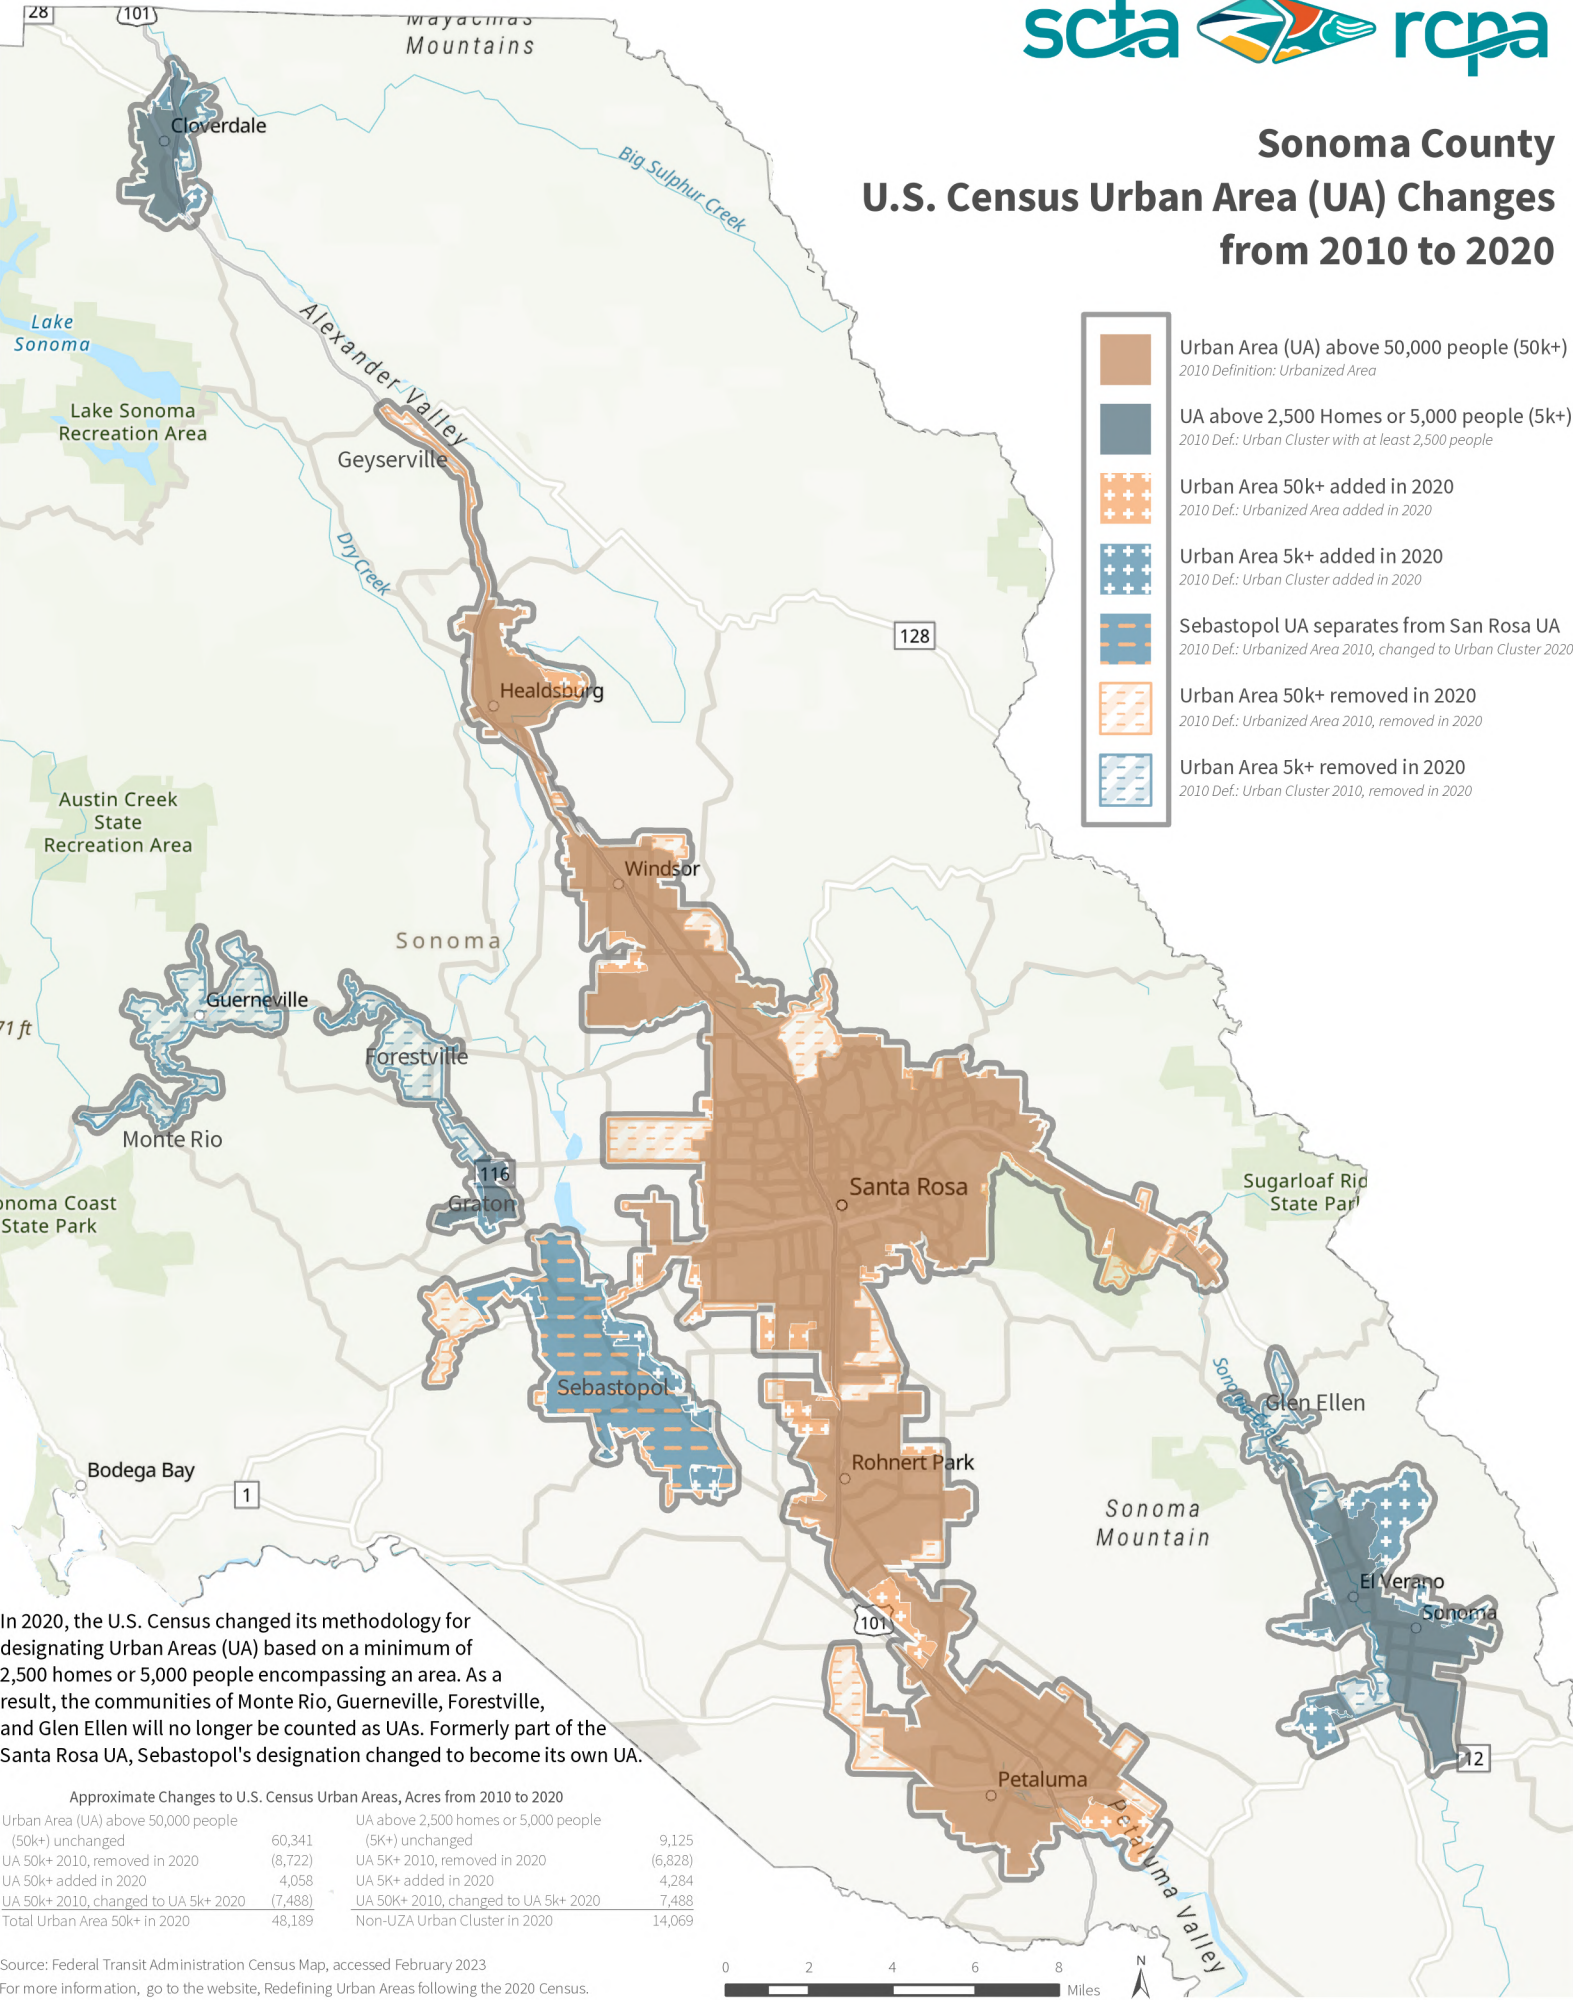 scta rcpa
Sonoma County
U.S. Census Urban Area (UA) Changes
from 2010 to 2020
Urban Area (UA) above 50,000 people (50k+)
2010 Definition: Urbanized Area
UA above 2,500 Homes or 5,000 people (5k+)
2010 Def.: Urban Cluster with at least 2,500 people
Urban Area 50k+ added in 2020
2010 Def.: Urbanized Area added in 2020
Urban Area 5k+ added in 2020
2010 Def.: Urban Cluster added in 2020
Sebastopol UA separates from San Rosa UA
2010 Def.: Urbanized Area 2010, changed to Urban Cluster 2020
Urban Area 50k+ removed in 2020
2010 Def.: Urbanized Area 2010, removed in 2020
Urban Area 5k+ removed in 2020
2010 Def.: Urban Cluster 2010, removed in 2020
28
101
Mayacmas
Mountains
Cloverdale
Big Sulphur Creek
Lake
Sonoma
Alexander Valley
Lake Sonoma
Recreation Area
Geyserville
Dry Creek
128
Healdsburg
Austin Creek
State
Recreation Area
Windsor
Sonoma
Guerneville
71 ft
Forestville
Monte Rio
116
Graton
Santa Rosa
Sugarloaf Rid
State Par
onoma Coast
State Park
Sebastopol
Sonoma Creek
Glen Ellen
Bodega Bay
1
Rohnert Park
Sonoma
Mountain
El Verano
Sonoma
101
12
Petaluma
Petaluma Valley
In 2020, the U.S. Census changed its methodology for
designating Urban Areas (UA) based on a minimum of
2,500 homes or 5,000 people encompassing an area. As a
result, the communities of Monte Rio, Guerneville, Forestville,
and Glen Ellen will no longer be counted as UAs. Formerly part of the
Santa Rosa UA, Sebastopol's designation changed to become its own UA.
Approximate Changes to U.S. Census Urban Areas, Acres from 2010 to 2020
Urban Area (UA) above 50,000 people
(50k+) unchanged 60,341
UA 50k+ 2010, removed in 2020 (8,722)
UA 50k+ added in 2020 4,058
UA 50k+ 2010, changed to UA 5k+ 2020 (7,488)
Total Urban Area 50k+ in 2020 48,189
UA above 2,500 homes or 5,000 people
(5K+) unchanged 9,125
UA 5K+ 2010, removed in 2020 (6,828)
UA 5K+ added in 2020 4,284
UA 50K+ 2010, changed to UA 5k+ 2020 7,488
Non-UZA Urban Cluster in 2020 14,069
Source: Federal Transit Administration Census Map, accessed February 2023
For more information, go to the website, Redefining Urban Areas following the 2020 Census.
0 2 4 6 8
Miles
N